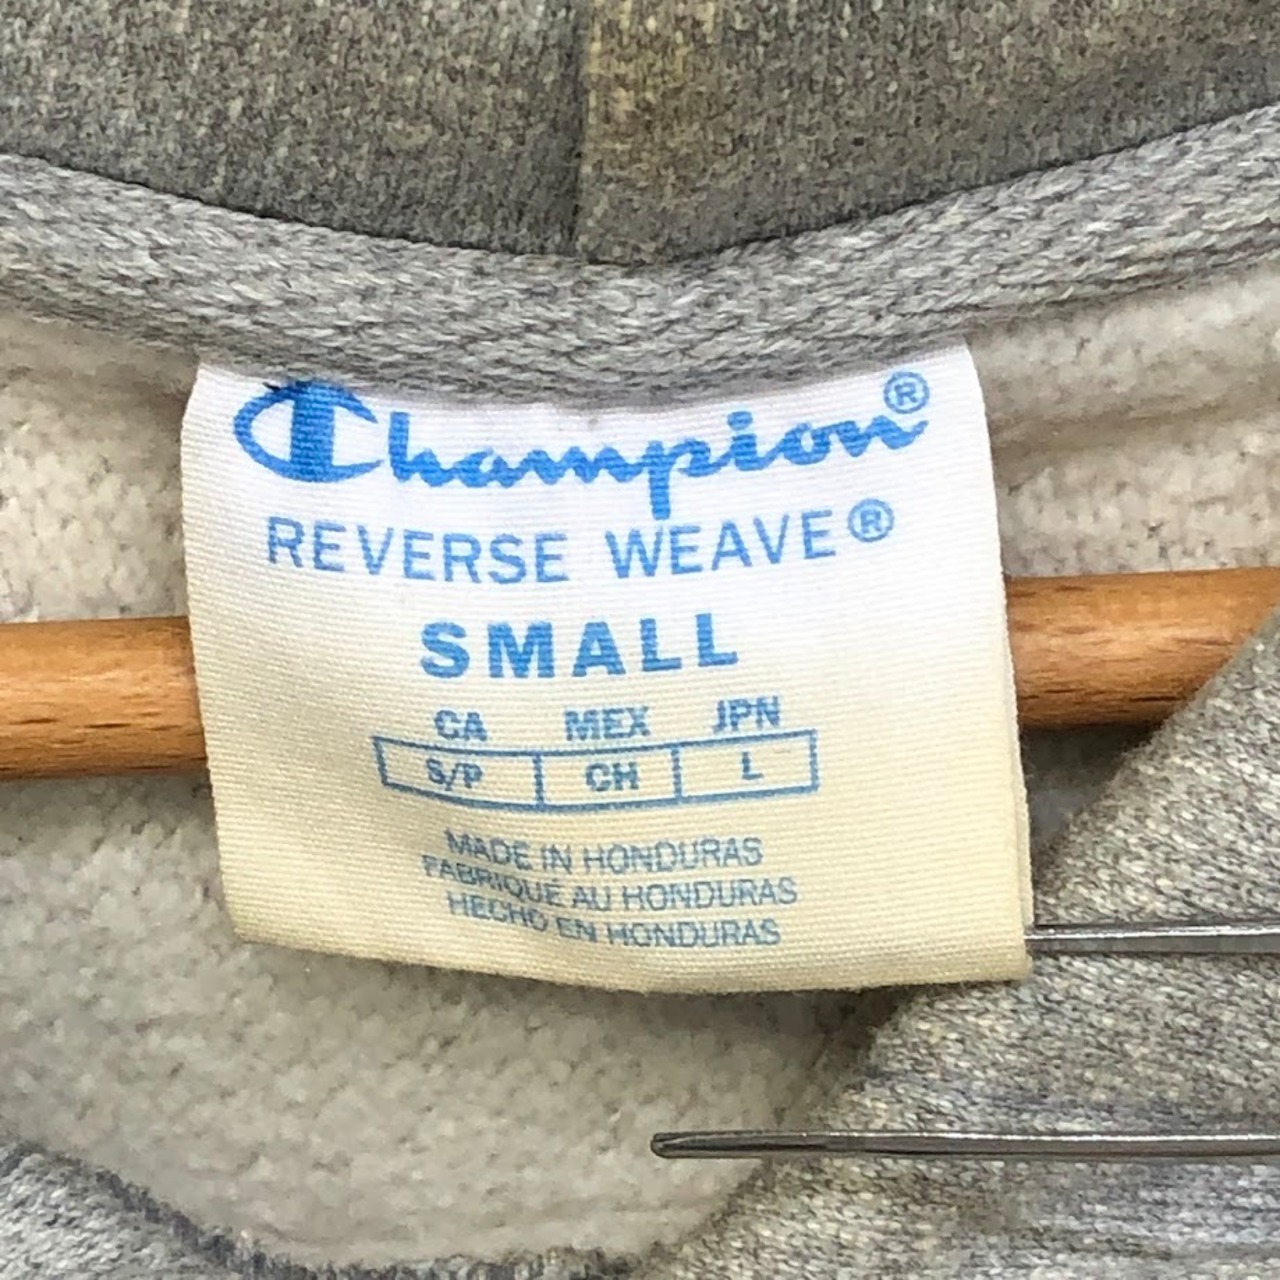 Champion®
REVERSE WEAVE®
SMALL
CA MEX JPN
S/P CH L
MADE IN HONDURAS
FABRIQUÉ AU HONDURAS
HECHO EN HONDURAS